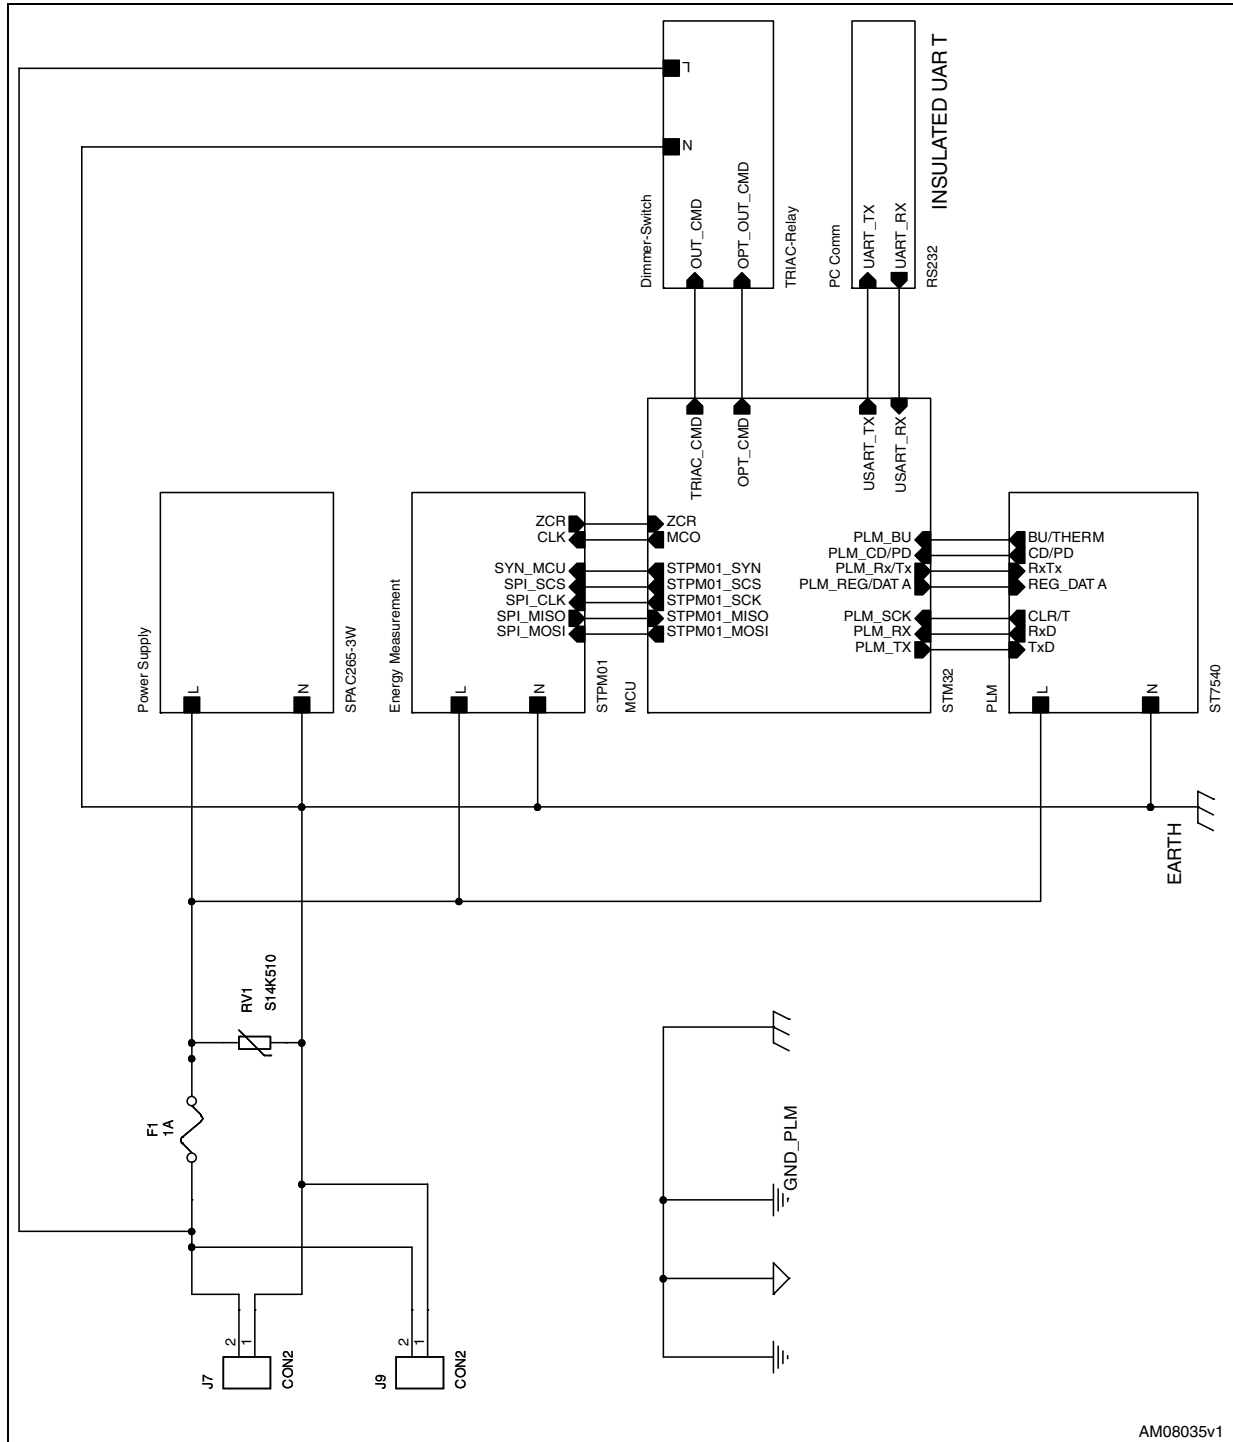 L
N
Dimmer-Switch
OUT_CMD
OPT_OUT_CMD
TRIAC-Relay
PC Comm
UART_TX
UART_RX
RS232
INSULATED UAR T
TRIAC_CMD
OPT_CMD
USART_TX
USART_RX
Power Supply
L
N
SPAC265-3W
Energy Measurement
ZCR
CLK
SYN_MCU
SPI_SCS
SPI_CLK
SPI_MISO
SPI_MOSI
L
N
STPM01
MCU
ZCR
MCO
STPM01_SYN
STPM01_SCS
STPM01_SCK
STPM01_MISO
STPM01_MOSI
PLM_BU
PLM_CD/PD
PLM_Rx/Tx
PLM_REG/DAT A
PLM_SCK
PLM_RX
PLM_TX
STM32
PLM
BU/THERM
CD/PD
RxTx
REG_DAT A
CLR/T
RxD
TxD
L
N
ST7540
EARTH
RV1
S14K510
F1
1A
GND_PLM
J7
2
1
CON2
J9
2
1
CON2
AM08035v1